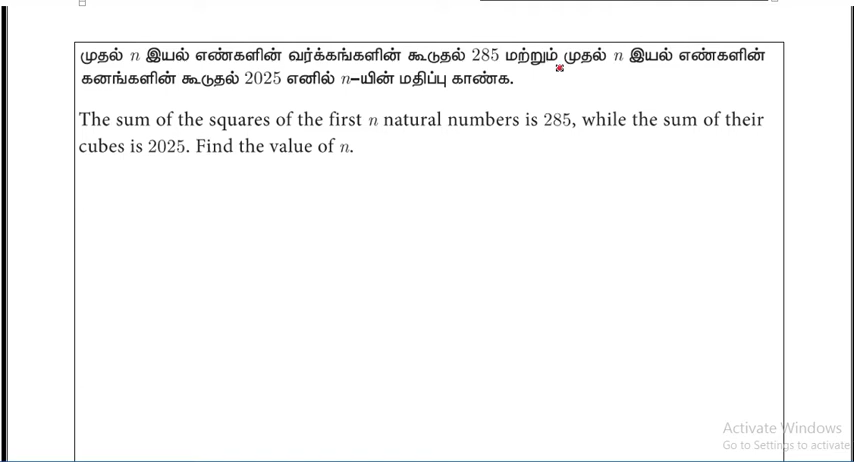 முதல் n இயல் எண்களின் வர்க்கங்களின் கூடுதல் 285 மற்றும் முதல் n இயல் எண்களின்
கனங்களின் கூடுதல் 2025 எனில் n–யின் மதிப்பு காண்க.
The sum of the squares of the first n natural numbers is 285, while the sum of their
cubes is 2025. Find the value of n.
Activate Windows
Go to Settings to activate